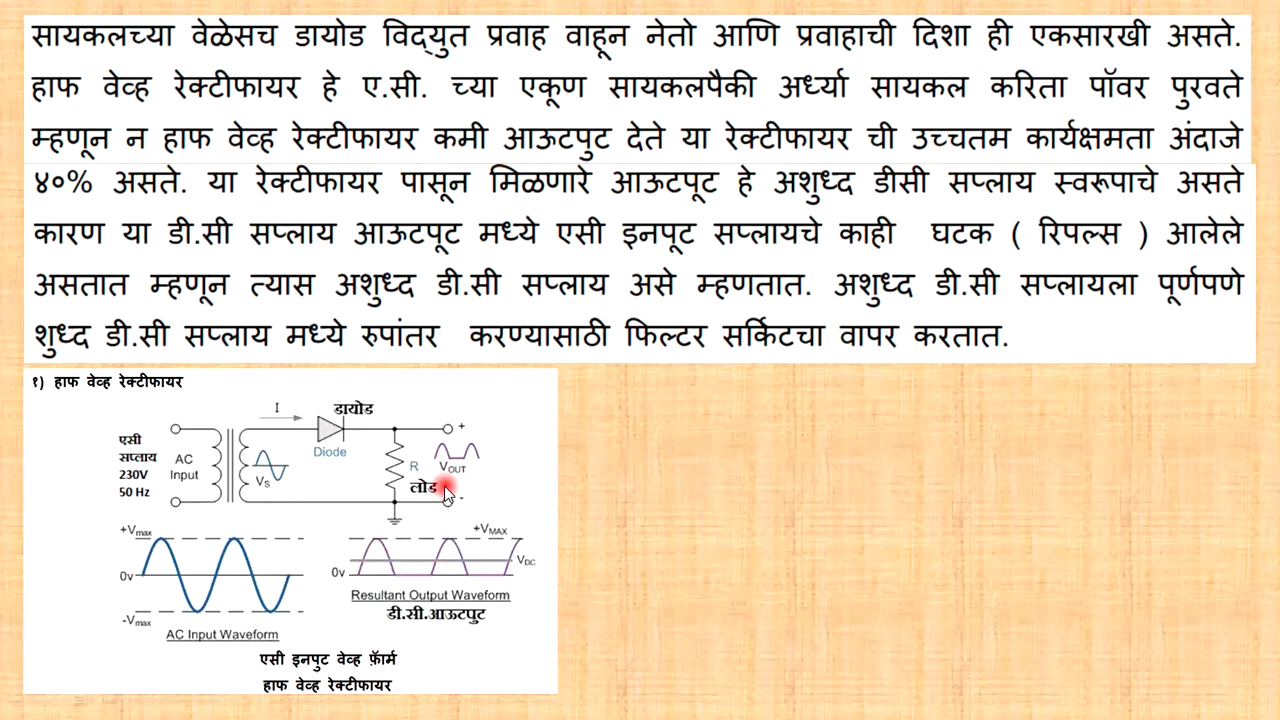 सायकलच्या वेळेसच डायोड विद्युत प्रवाह वाहून नेतो आणि प्रवाहाची दिशा ही एकसारखी असते.
हाफ वेव्ह रेक्टीफायर हे ए.सी. च्या एकूण सायकलपैकी अर्ध्या सायकल करिता पॉवर पुरवते
म्हणून न हाफ वेव्ह रेक्टीफायर कमी आऊटपुट देते या रेक्टीफायर ची उच्चतम कार्यक्षमता अंदाजे
४०% असते. या रेक्टीफायर पासून मिळणारे आऊटपूट हे अशुध्द डीसी सप्लाय स्वरूपाचे असते
कारण या डी.सी सप्लाय आऊटपूट मध्ये एसी इनपूट सप्लायचे काही घटक ( रिपल्स ) आलेले
असतात म्हणून त्यास अशुध्द डी.सी सप्लाय असे म्हणतात. अशुध्द डी.सी सप्लायला पूर्णपणे
शुध्द डी.सी सप्लाय मध्ये रुपांतर करण्यासाठी फिल्टर सर्किटचा वापर करतात.
१) हाफ वेव्ह रेक्टीफायर
I
डायोड
Diode
एसी
सप्लाय
230V
50 Hz
AC
Input
VS
R
लोड
+
VOUT
-
+Vmax
0v
-Vmax
AC Input Waveform
+VMAX
VDC
0v
Resultant Output Waveform
डी.सी.आऊटपुट
एसी इनपुट वेव्ह फ़ॉर्म
हाफ वेव्ह रेक्टीफायर